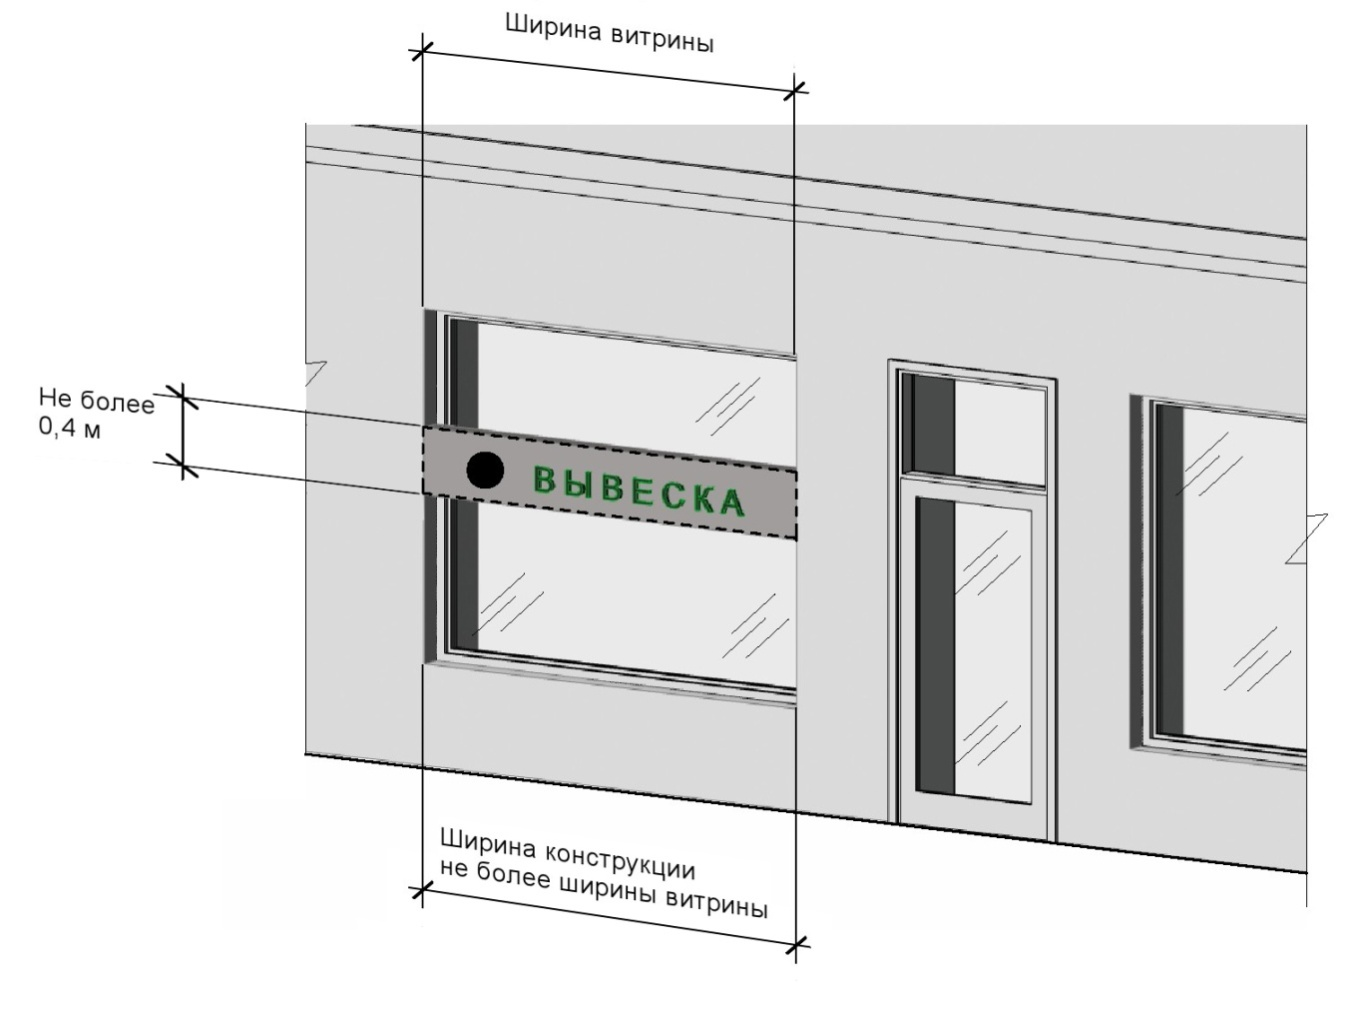 Ширина витрины
Не более
0,4 м
ВЫВЕСКА
Ширина конструкции
не более ширины витрины